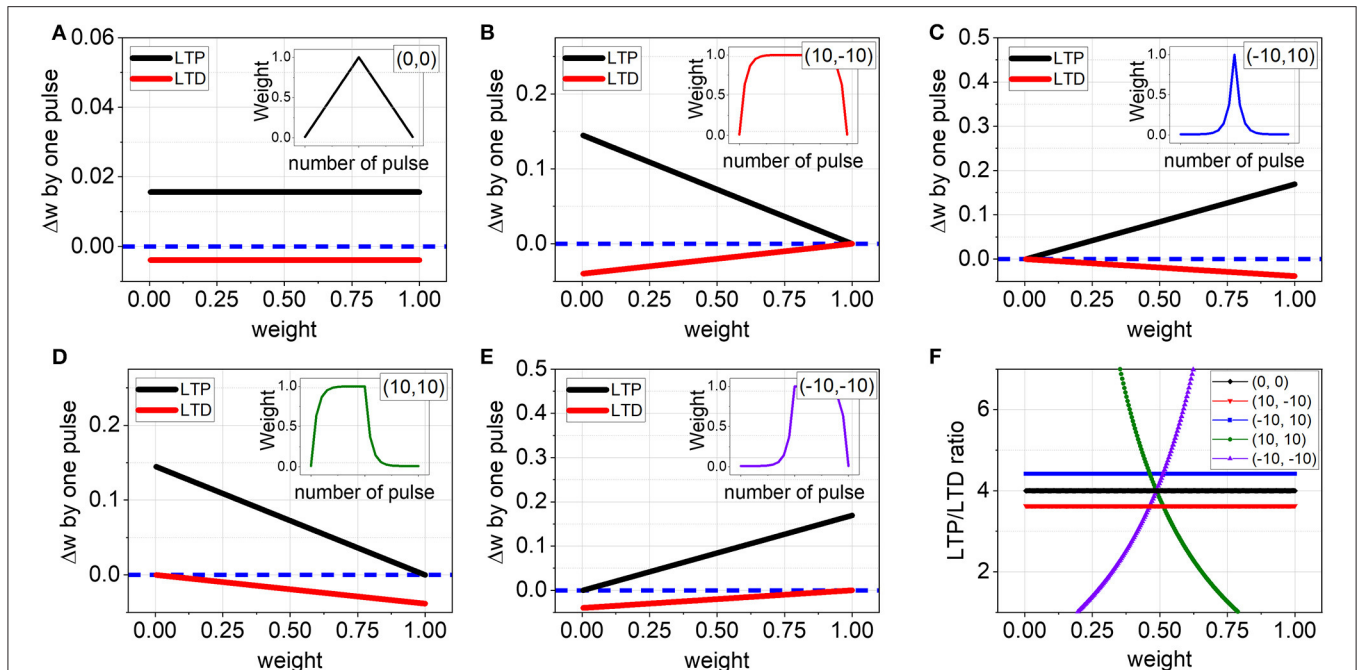 A
0.06
0.04
0.02
0.00
Δw by one pulse
LTP
LTD
(0,0)
1.0
0.5
0.0
Weight
number of pulse
0.00 0.25 0.50 0.75 1.00
weight
B
0.2
0.1
0.0
Δw by one pulse
LTP
LTD
(10,-10)
1.0
0.5
0.0
Weight
number of pulse
0.00 0.25 0.50 0.75 1.00
weight
C
0.5
0.4
0.3
0.2
0.1
0.0
Δw by one pulse
LTP
LTD
(-10,10)
1.0
0.5
0.0
Weight
number of pulse
0.00 0.25 0.50 0.75 1.00
weight
D
0.2
0.1
0.0
Δw by one pulse
LTP
LTD
(10,10)
1.0
0.5
0.0
Weight
number of pulse
0.00 0.25 0.50 0.75 1.00
weight
E
0.5
0.4
0.3
0.2
0.1
0.0
Δw by one pulse
LTP
LTD
(-10,-10)
1.0
0.5
0.0
Weight
number of pulse
0.00 0.25 0.50 0.75 1.00
weight
F
6
4
2
LTP/LTD ratio
(0, 0)
(10, -10)
(-10, 10)
(10, 10)
(-10, -10)
0.00 0.25 0.50 0.75 1.00
weight